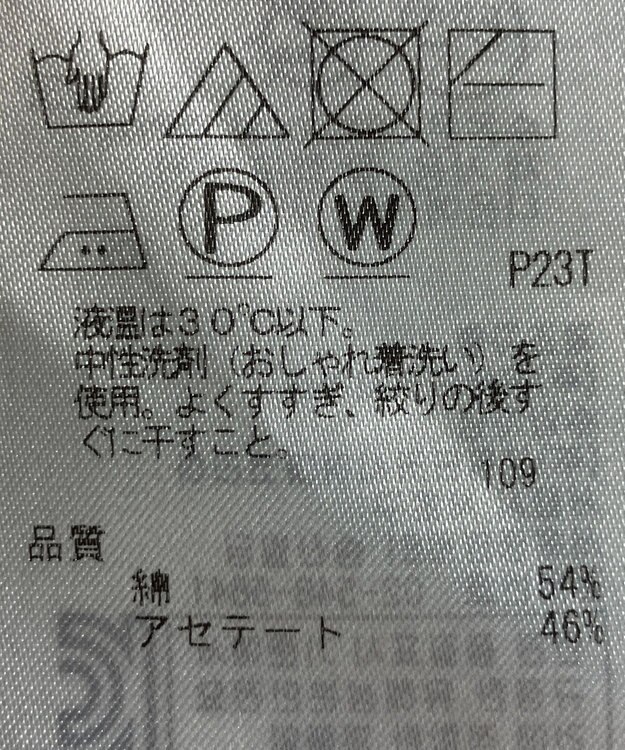 P
W
P23T
液温は30℃以下。
中性洗剤（おしゃれ着洗い）を
使用。よくすすぎ、絞りの後す
ぐに干すこと。
109
品質
綿 54%
アセテート 46%